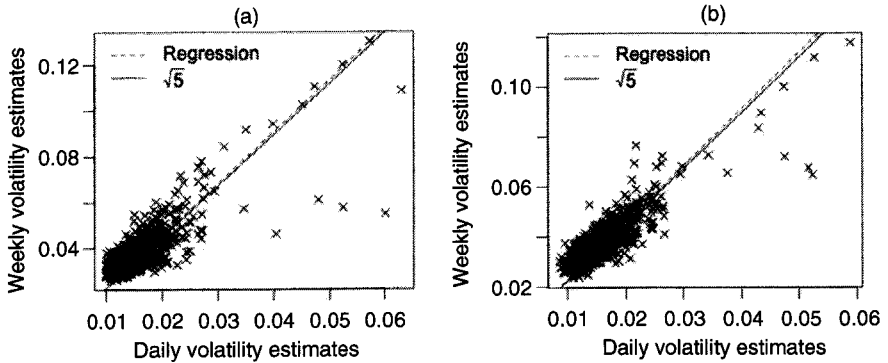 (a)
Regression
√5
0.12
0.08
0.04
Weekly volatility estimates
0.01 0.02 0.03 0.04 0.05 0.06
Daily volatility estimates
(b)
Regression
√5
0.10
0.06
0.02
Weekly volatility estimates
0.01 0.02 0.03 0.04 0.05 0.06
Daily volatility estimates